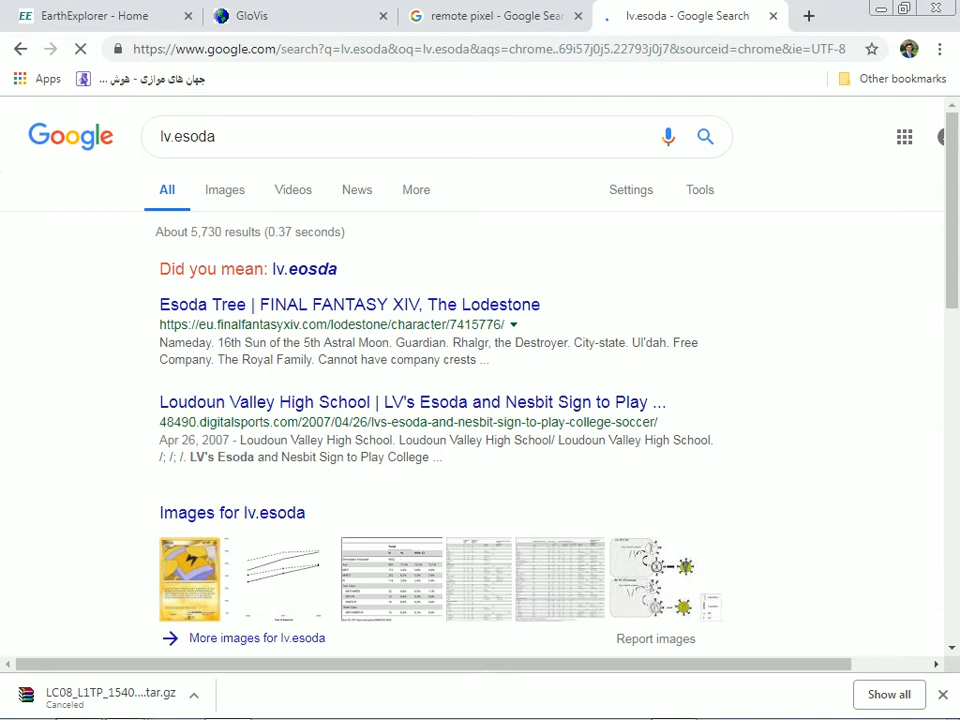 EarthExplorer - Home
GloVis
remote pixel - Google Sear
lv.esoda - Google Search
https://www.google.com/search?q=lv.esoda&oq=lv.esoda&aqs=chrome..69i57j0j5.22793j0j7&sourceid=chrome&ie=UTF-8
Apps
جهان های موازی - هوش ...
Other bookmarks
Google
lv.esoda
All Images Videos News More Settings Tools
About 5,730 results (0.37 seconds)
Did you mean: lv.eosda
Esoda Tree | FINAL FANTASY XIV, The Lodestone
https://eu.finalfantasyxiv.com/lodestone/character/7415776/
Nameday. 16th Sun of the 5th Astral Moon. Guardian. Rhalgr, the Destroyer. City-state. Ul'dah. Free
Company. The Royal Family. Cannot have company crests ...
Loudoun Valley High School | LV's Esoda and Nesbit Sign to Play ...
48490.digitalsports.com/2007/04/26/lvs-esoda-and-nesbit-sign-to-play-college-soccer/
Apr 26, 2007 - Loudoun Valley High School. Loudoun Valley High School/ Loudoun Valley High School.
/; /; /. LV's Esoda and Nesbit Sign to Play College ...
Images for lv.esoda
More images for lv.esoda
Report images
LC08_L1TP_1540....tar.gz
Canceled
Show all